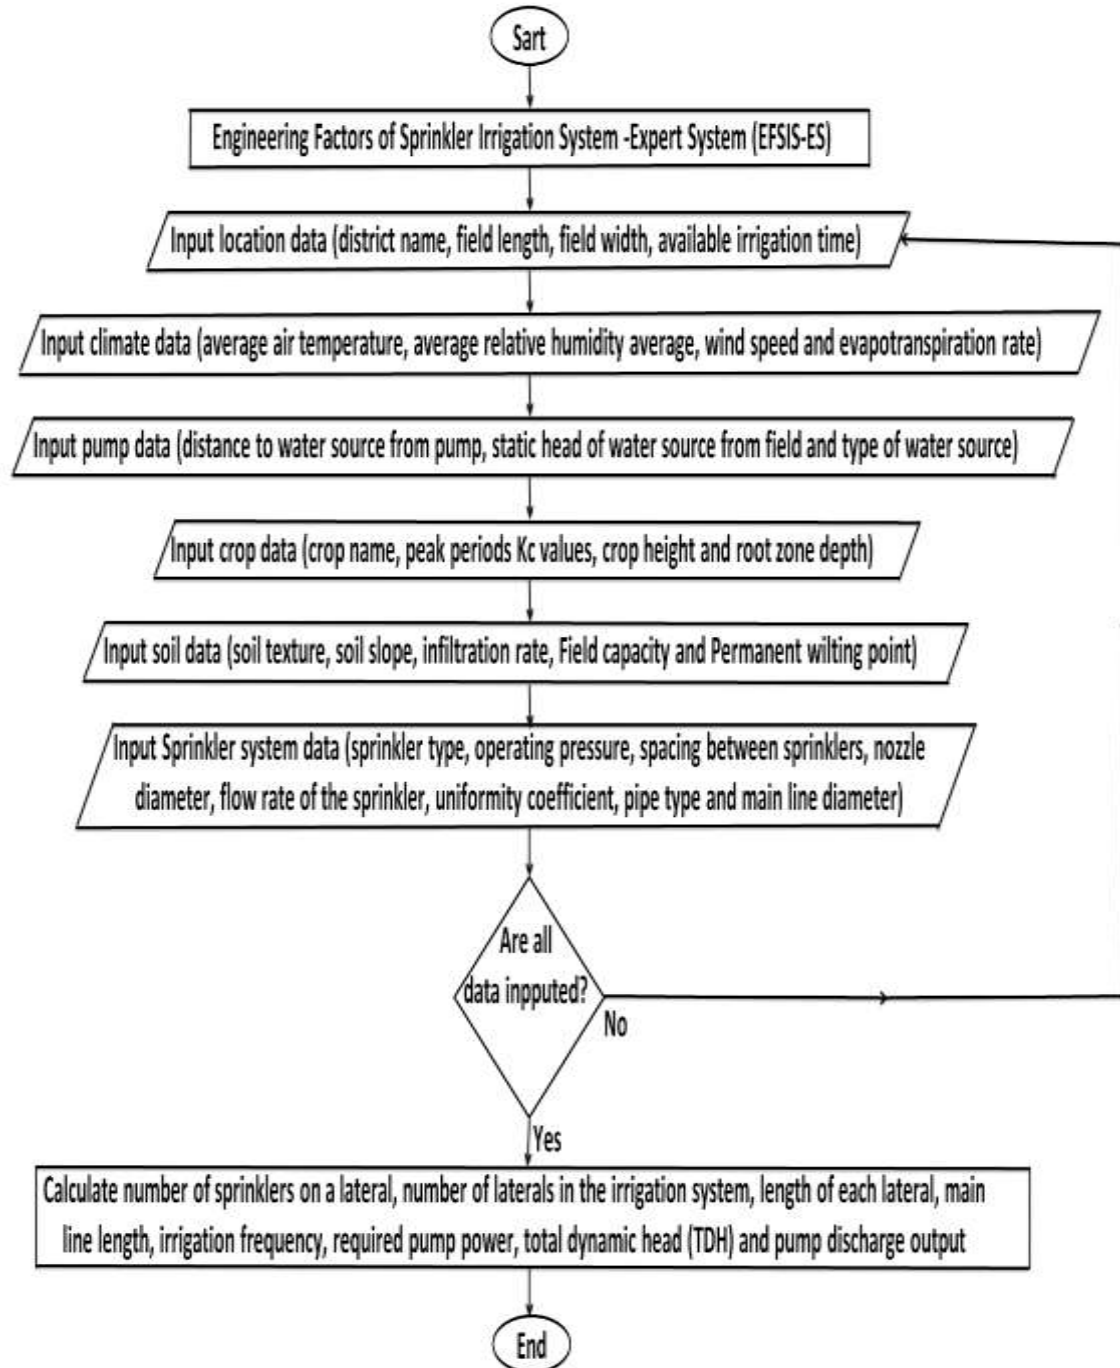 Sart
Engineering Factors of Sprinkler Irrigation System -Expert System (EFSIS-ES)
Input location data (district name, field length, field width, available irrigation time)
Input climate data (average air temperature, average relative humidity average, wind speed and evapotranspiration rate)
Input pump data (distance to water source from pump, static head of water source from field and type of water source)
Input crop data (crop name, peak periods Kc values, crop height and root zone depth)
Input soil data (soil texture, soil slope, infiltration rate, Field capacity and Permanent wilting point)
Input Sprinkler system data (sprinkler type, operating pressure, spacing between sprinklers, nozzle
diameter, flow rate of the sprinkler, uniformity coefficient, pipe type and main line diameter)
Are all
data inpputed?
No
Yes
Calculate number of sprinklers on a lateral, number of laterals in the irrigation system, length of each lateral, main
line length, irrigation frequency, required pump power, total dynamic head (TDH) and pump discharge output
End